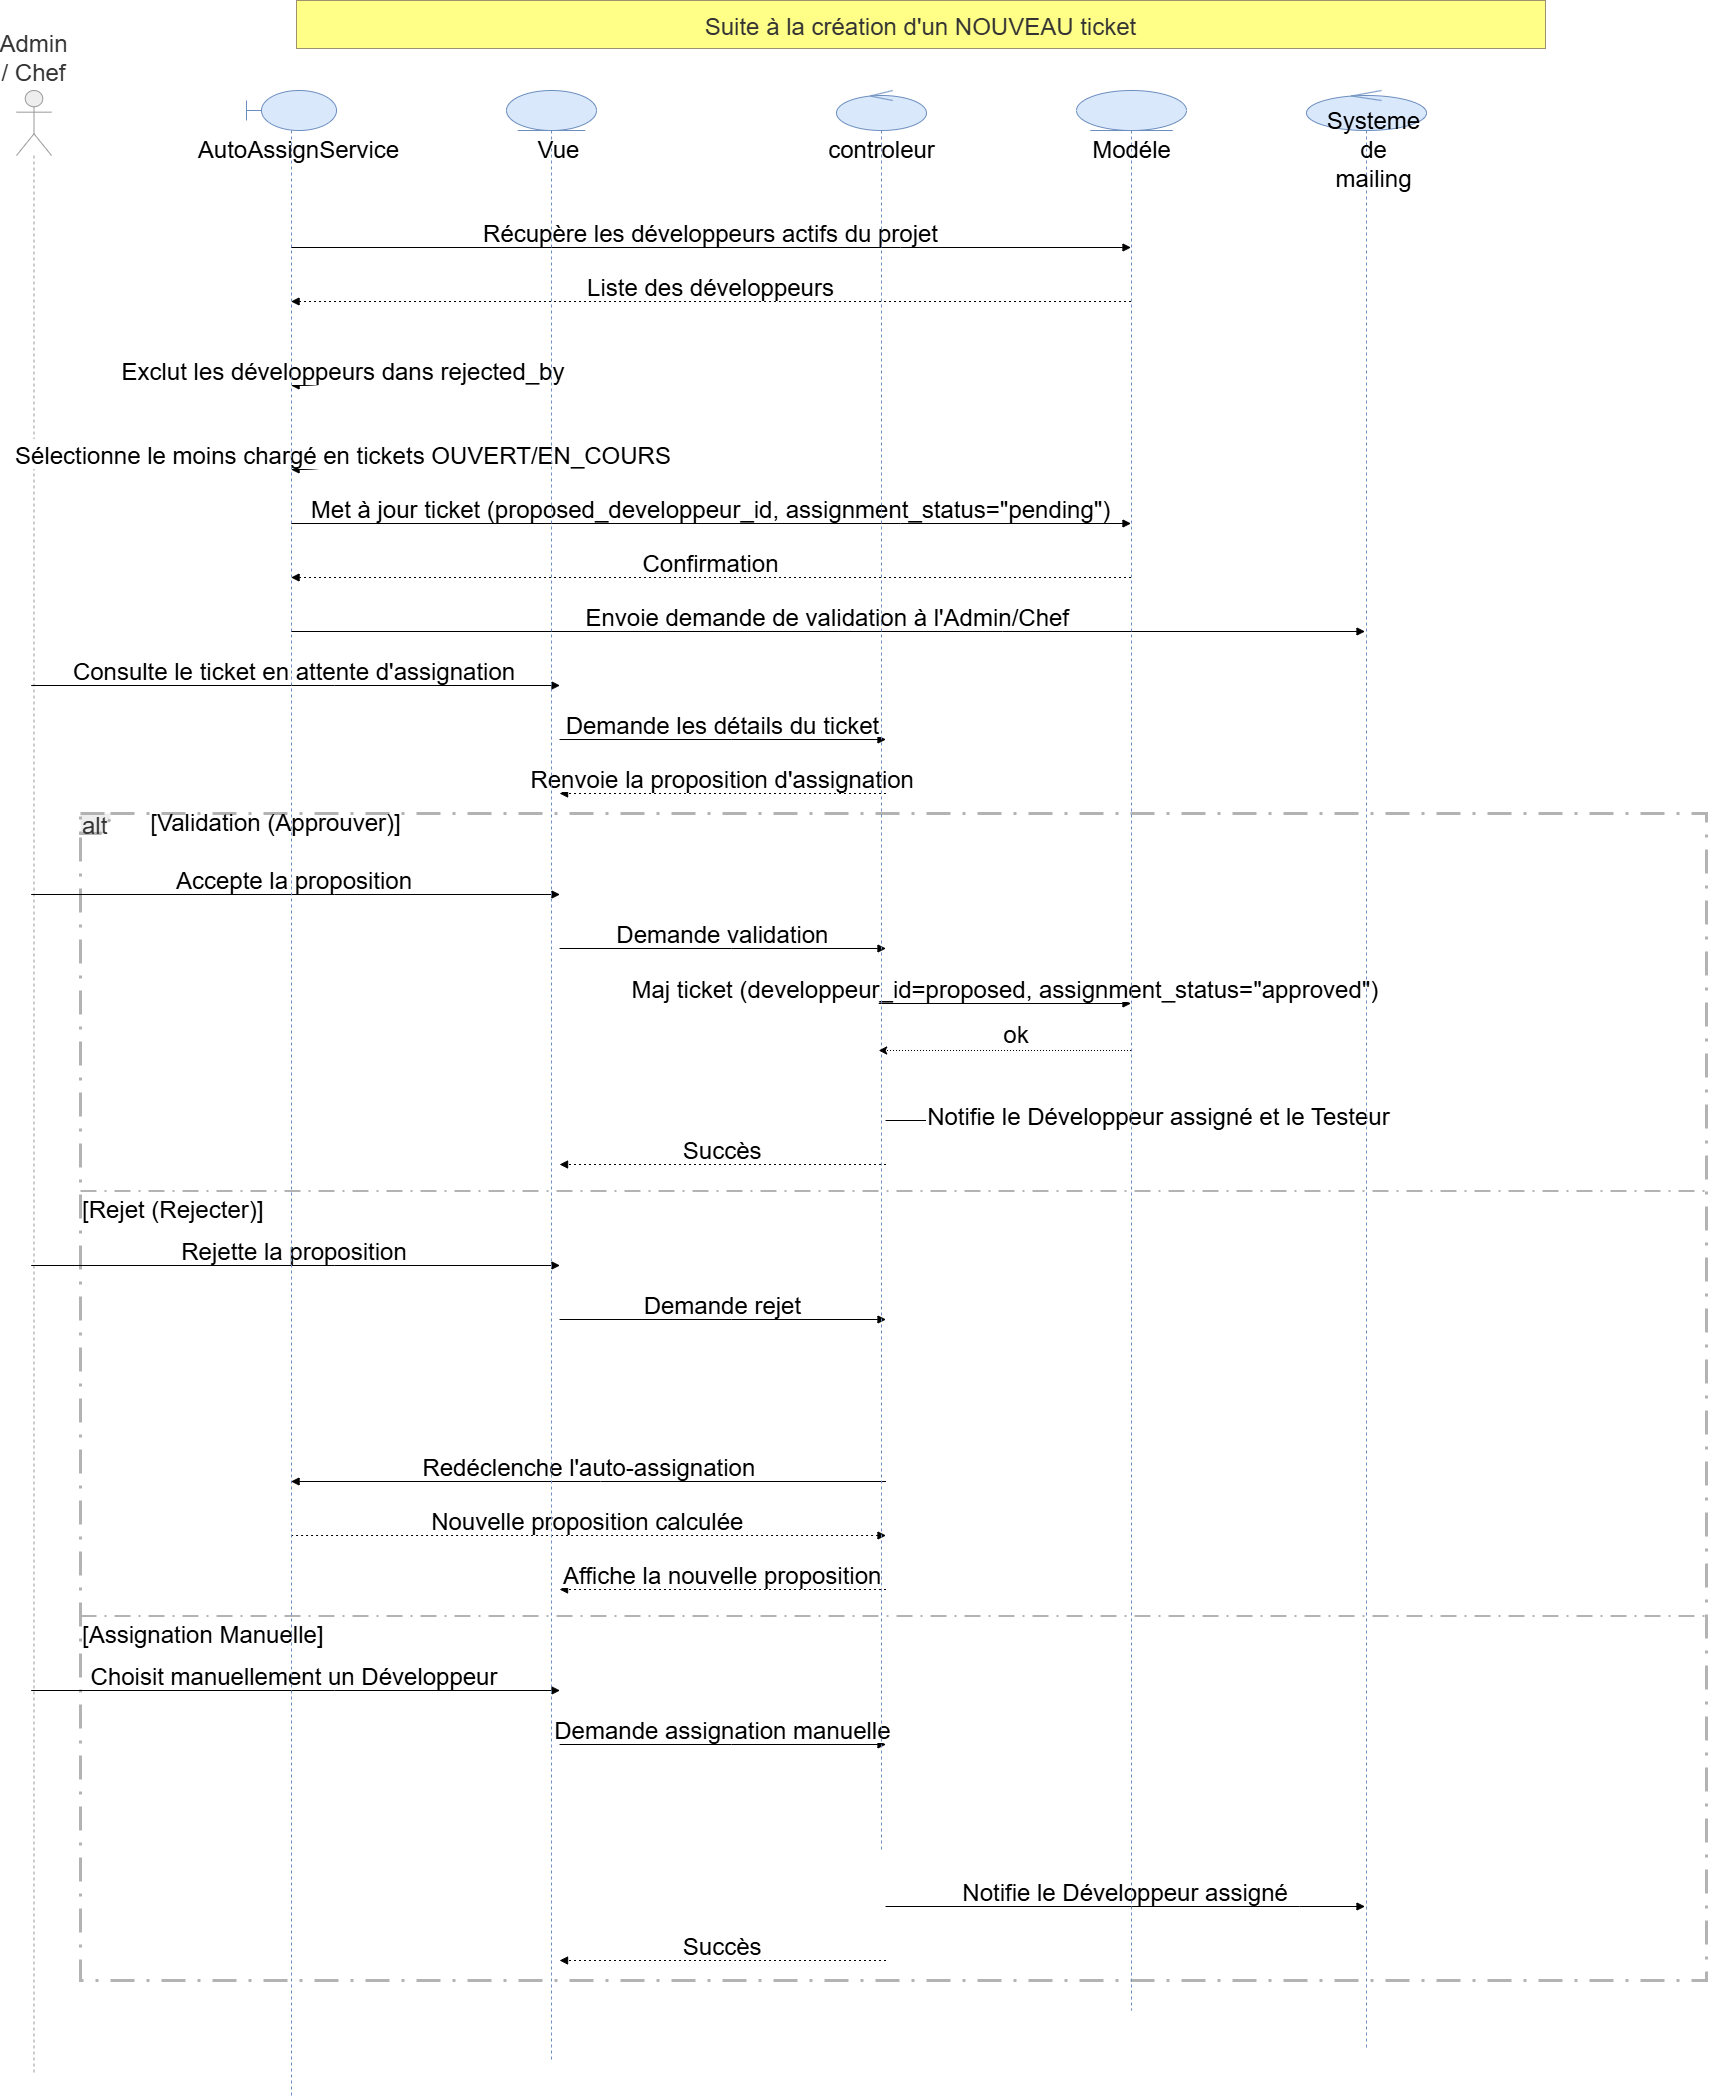 Suite à la création d'un NOUVEAU ticket
Admin
/ Chef
AutoAssignService
Vue
controleur
Modéle
Systeme
de
mailing
Récupère les développeurs actifs du projet
Liste des développeurs
Exclut les développeurs dans rejected_by
Sélectionne le moins chargé en tickets OUVERT/EN_COURS
Met à jour ticket (proposed_developpeur_id, assignment_status="pending")
Confirmation
Envoie demande de validation à l'Admin/Chef
Consulte le ticket en attente d'assignation
Demande les détails du ticket
Renvoie la proposition d'assignation
alt
[Validation (Approuver)]
Accepte la proposition
Demande validation
Maj ticket (developpeur_id=proposed, assignment_status="approved")
ok
Notifie le Développeur assigné et le Testeur
Succès
[Rejet (Rejecter)]
Rejette la proposition
Demande rejet
Redéclenche l'auto-assignation
Nouvelle proposition calculée
Affiche la nouvelle proposition
[Assignation Manuelle]
Choisit manuellement un Développeur
Demande assignation manuelle
Notifie le Développeur assigné
Succès